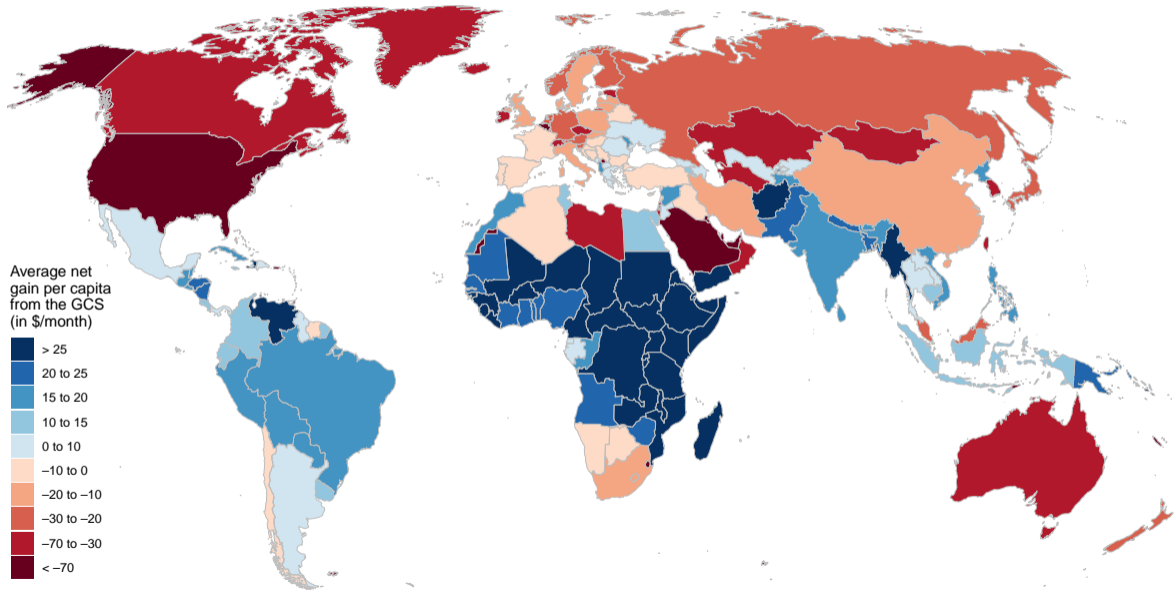 Average net
gain per capita
from the GCS
(in $/month)
> 25
20 to 25
15 to 20
10 to 15
0 to 10
–10 to 0
–20 to –10
–30 to –20
–70 to –30
< –70